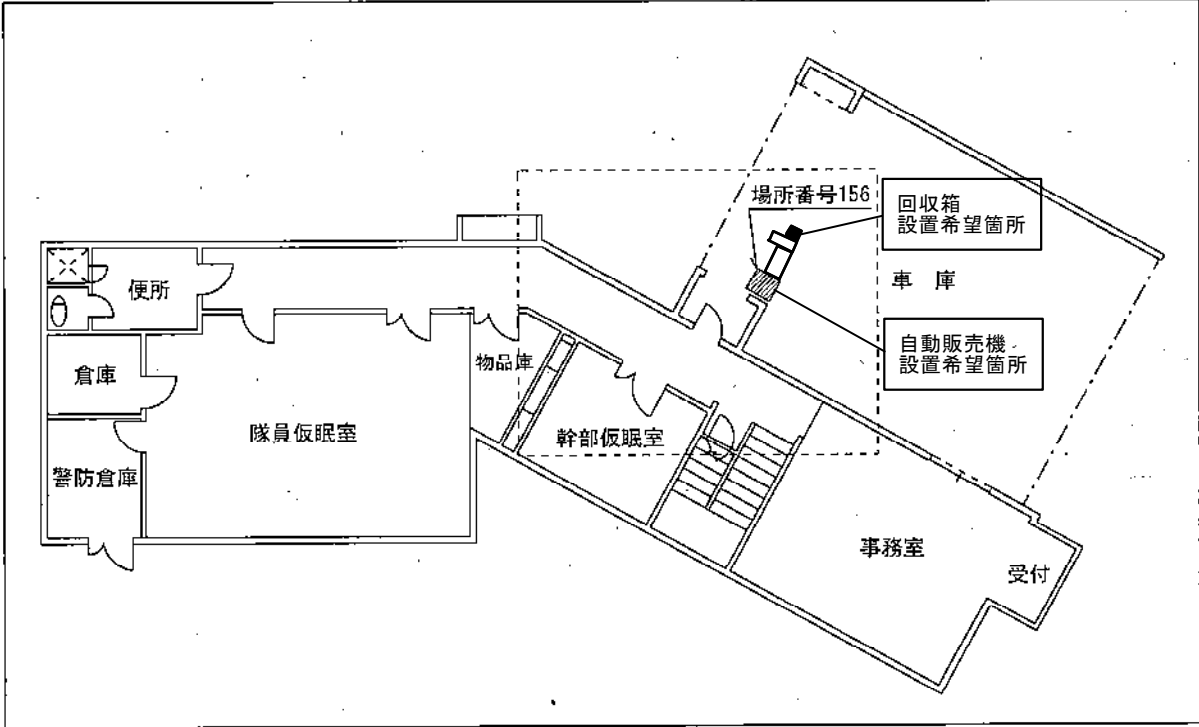 場所番号156
回収箱
設置希望箇所
車庫
便所
自動販売機
設置希望箇所
物品庫
倉庫
隊員仮眠室
幹部仮眠室
警防倉庫
事務室
受付